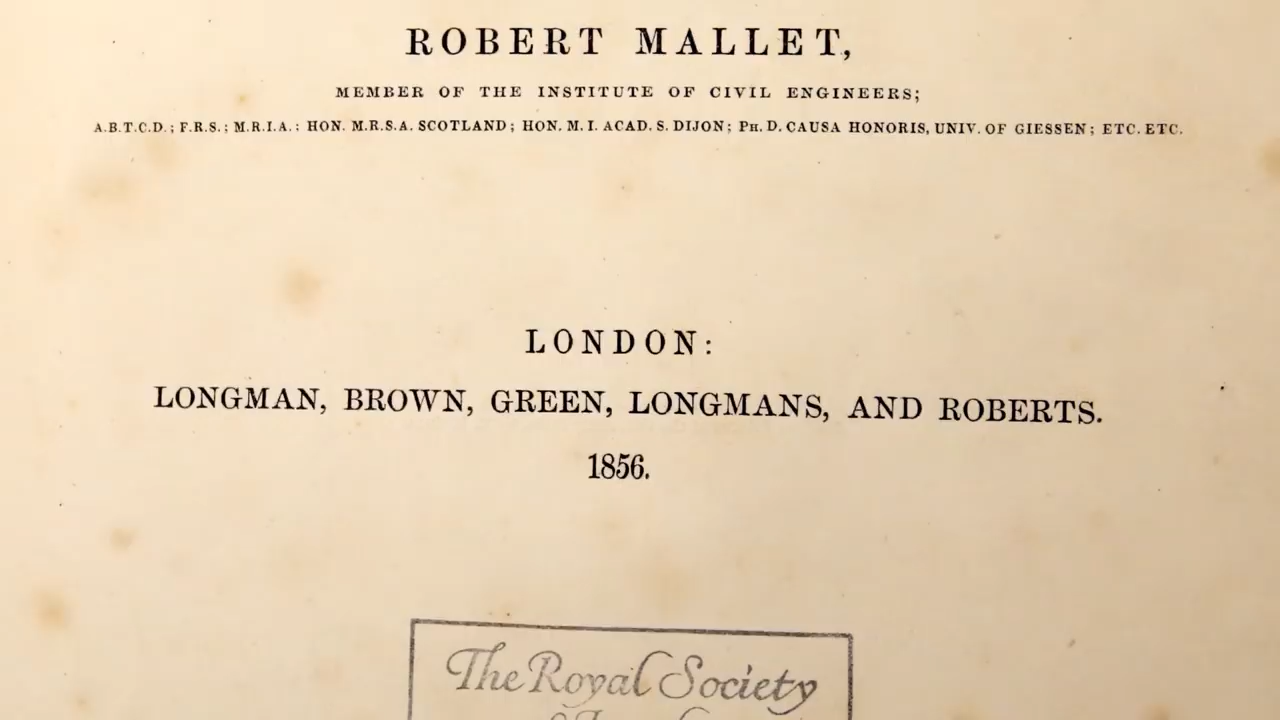 ROBERT MALLET,
MEMBER OF THE INSTITUTE OF CIVIL ENGINEERS;
A.B.T.C.D.; F.R.S.; M.R.I.A.: HON. M.R.S.A. SCOTLAND; HON. M. I. ACAD. S. DIJON; PH. D. CAUSA HONORIS, UNIV. OF GIESSEN; ETC. ETC.
LONDON:
LONGMAN, BROWN, GREEN, LONGMANS, AND ROBERTS.
1856.
The Royal Society